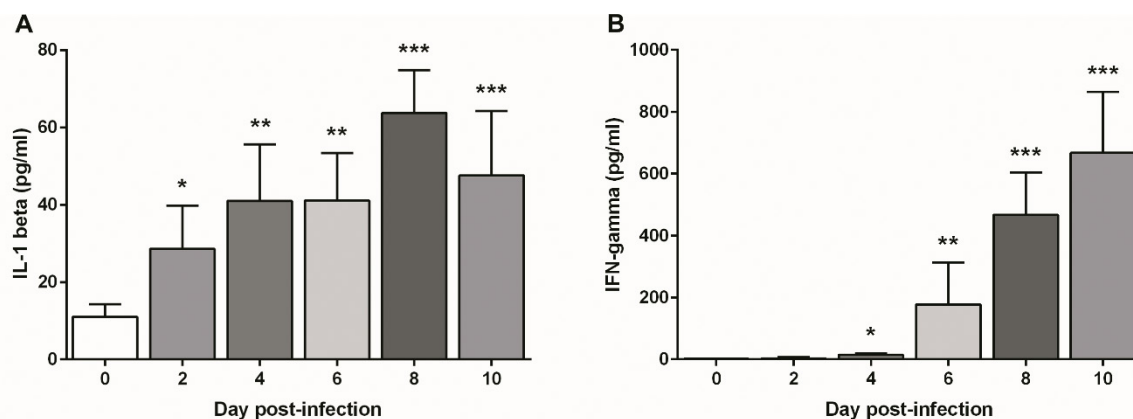 A
IL-1 beta (pg/ml)
80
60
40
20
0
*
**
**
***
***
0 2 4 6 8 10
Day post-infection
B
IFN-gamma (pg/ml)
1000
800
600
400
200
0
*
**
***
***
0 2 4 6 8 10
Day post-infection